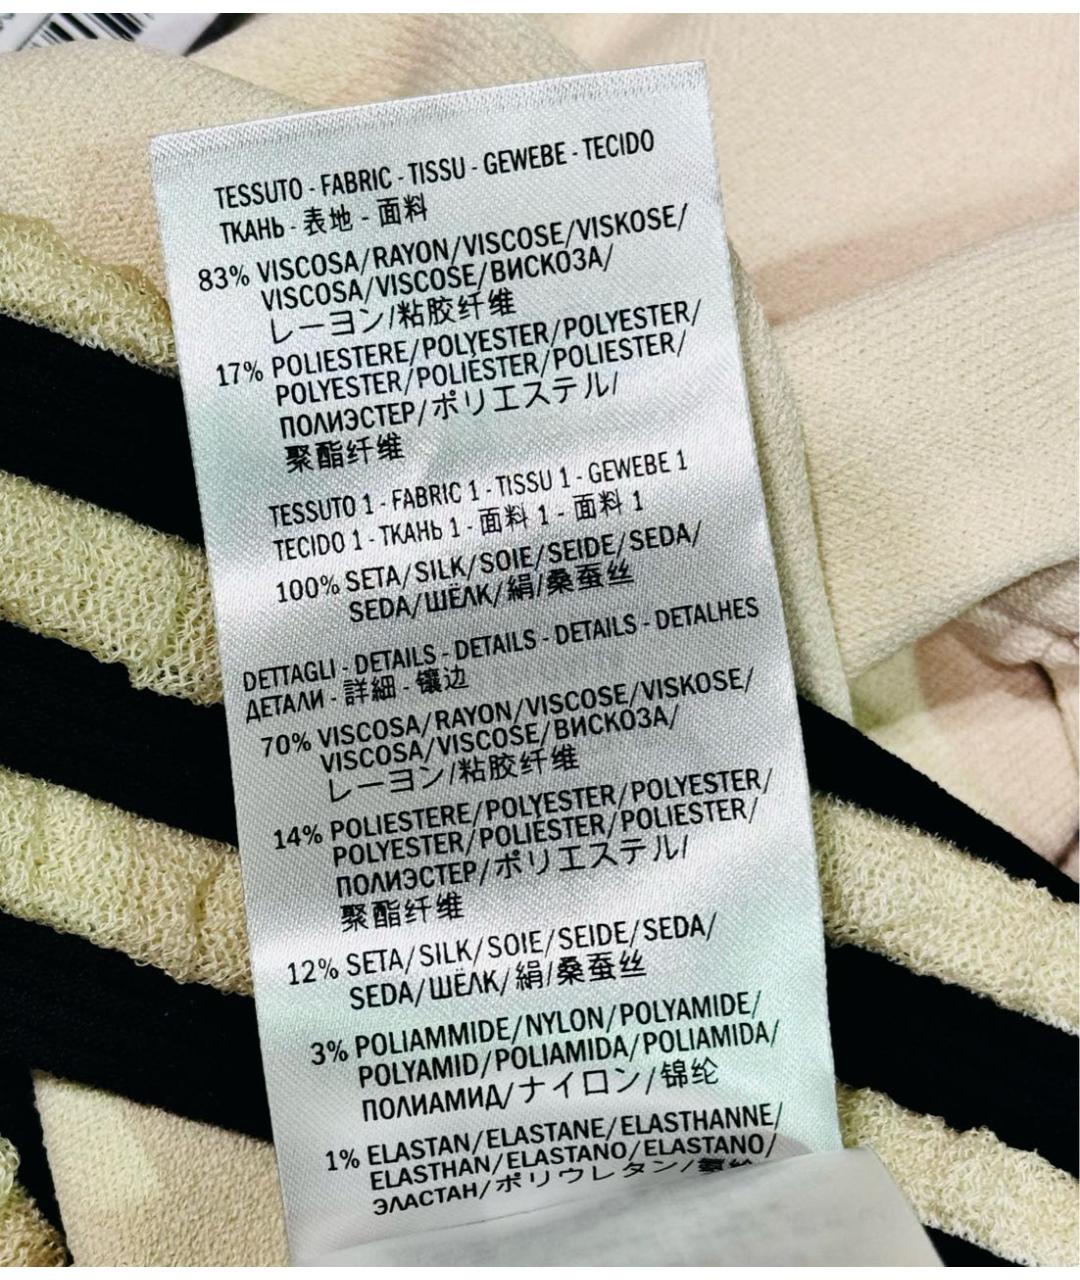 TESSUTO - FABRIC - TISSU - GEWEBE - TECIDO
ТКАНЬ - 表地 - 面料
83% VISCOSA/RAYON/VISCOSE/VISKOSE/
VISCOSA/VISCOSE/ВИСКОЗА/
レーヨン/粘胶纤维
17% POLIESTERE/POLYESTER/POLYESTER/
POLYESTER/POLIÉSTER/POLIESTER/
ПОЛИЭСТЕР/ポリエステル/
聚酯纤维
TESSUTO 1 - FABRIC 1 - TISSU 1 - GEWEBE 1
TECIDO 1 - ТКАНЬ 1 - 面料 1 - 面料 1
100% SETA/SILK/SOIE/SEIDE/SEDA/
SEDA/ШЁЛК/絹/桑蚕丝
DETTAGLI - DETAILS - DETAILS - DETAILS - DETALHES
ДЕТАЛИ - 詳細 - 镶边
70% VISCOSA/RAYON/VISCOSE/VISKOSE/
VISCOSA/VISCOSE/ВИСКОЗА/
レーヨン/粘胶纤维
14% POLIESTERE/POLYESTER/POLYESTER/
POLYESTER/POLIÉSTER/POLIESTER/
ПОЛИЭСТЕР/ポリエステル/
聚酯纤维
12% SETA/SILK/SOIE/SEIDE/SEDA/
SEDA/ШЁЛК/絹/桑蚕丝
3% POLIAMMIDE/NYLON/POLYAMIDE/
POLYAMID/POLIAMIDA/POLIAMIDA/
ПОЛИАМИД/ナイロン/锦纶
1% ELASTAN/ELASTANE/ELASTHANNE/
ELASTHAN/ELASTANO/ELASTANO/
ЭЛАСТАН/ポリウレタン/氨纶